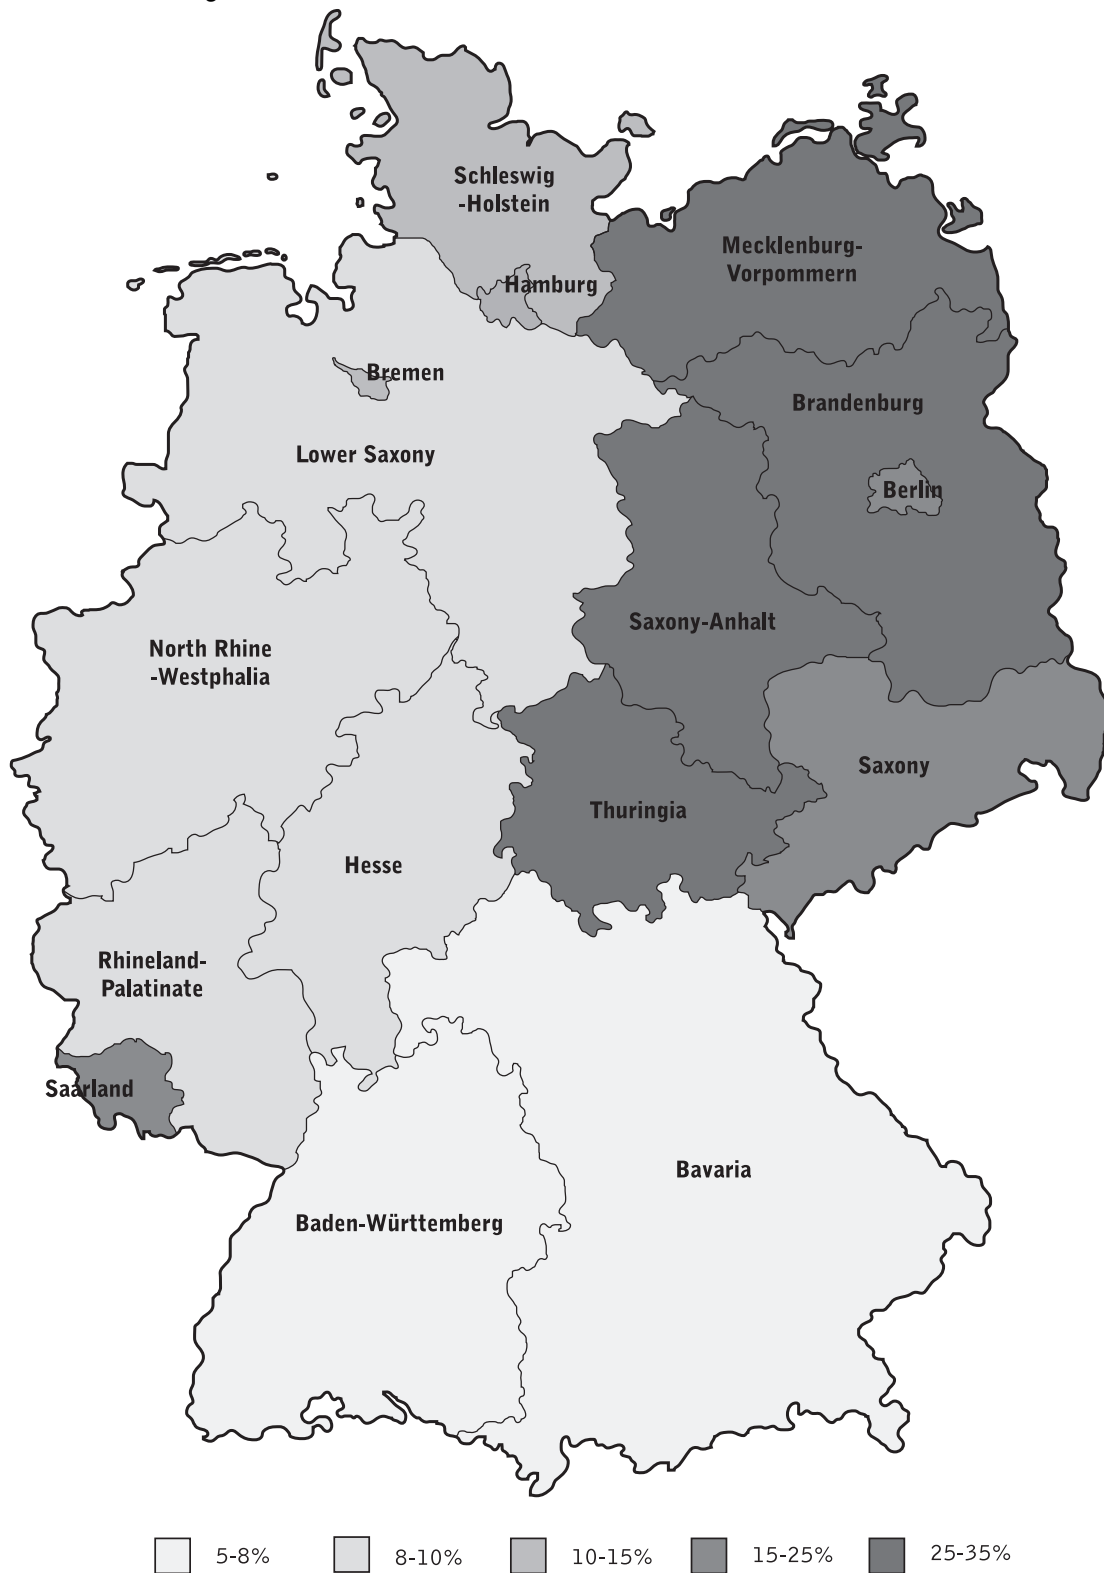 Schleswig
-Holstein
Mecklenburg-
Vorpommern
Hamburg
Bremen
Brandenburg
Lower Saxony
Berlin
Saxony-Anhalt
North Rhine
-Westphalia
Saxony
Thuringia
Hesse
Rhineland-
Palatinate
Saarland
Bavaria
Baden-Württemberg
5-8%
8-10%
10-15%
15-25%
25-35%